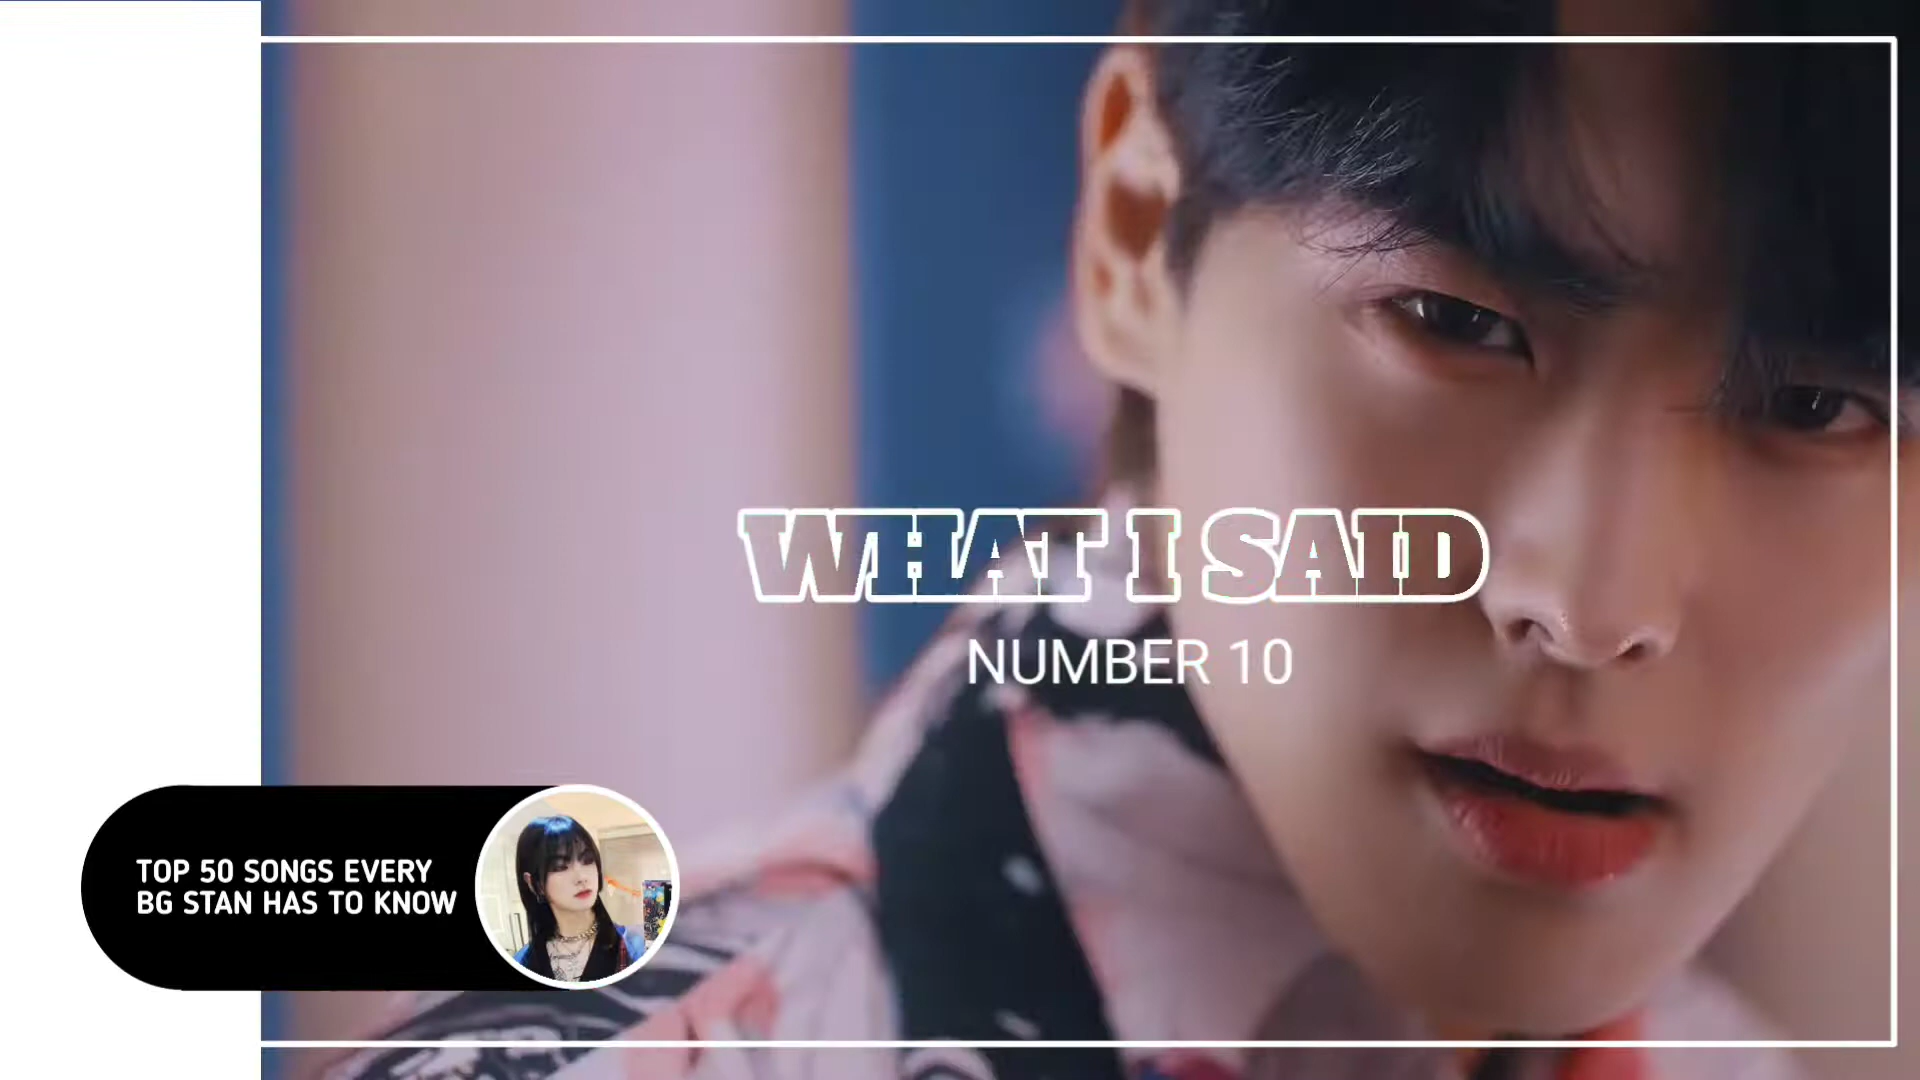 WHAT I SAID
NUMBER 10
TOP 50 SONGS EVERY
BG STAN HAS TO KNOW